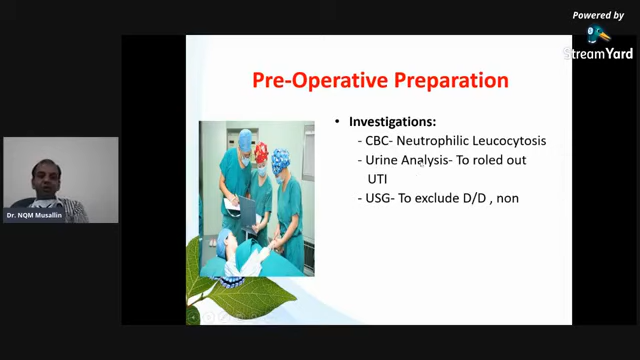 Powered by
StreamYard
Pre-Operative Preparation
• Investigations:
- CBC- Neutrophilic Leucocytosis
- Urine Analysis- To roled out
UTI
- USG- To exclude D/D , non
Dr. NQM Musallin